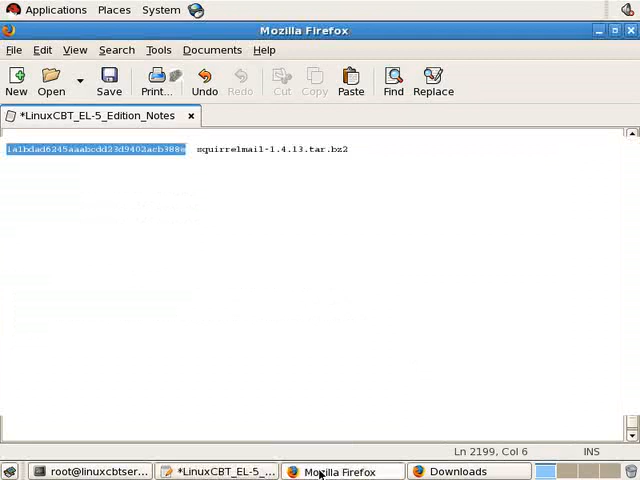 Applications Places System
Mozilla Firefox
File Edit View Search Tools Documents Help
New Open Save Print... Undo Redo Cut Copy Paste Find Replace
*LinuxCBT_EL-5_Edition_Notes
1a1bdad6245aaabcdd23d9402acb388e squirrelmail-1.4.13.tar.bz2
Ln 2199, Col 6 INS
root@linuxcbtser... *LinuxCBT_EL-5_... Mozilla Firefox Downloads